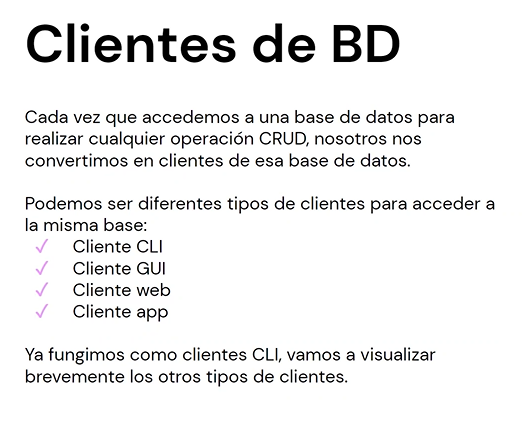 Clientes de BD
Cada vez que accedemos a una base de datos para
realizar cualquier operación CRUD, nosotros nos
convertimos en clientes de esa base de datos.
Podemos ser diferentes tipos de clientes para acceder a
la misma base:
✓ Cliente CLI
✓ Cliente GUI
✓ Cliente web
✓ Cliente app
Ya fungimos como clientes CLI, vamos a visualizar
brevemente los otros tipos de clientes.